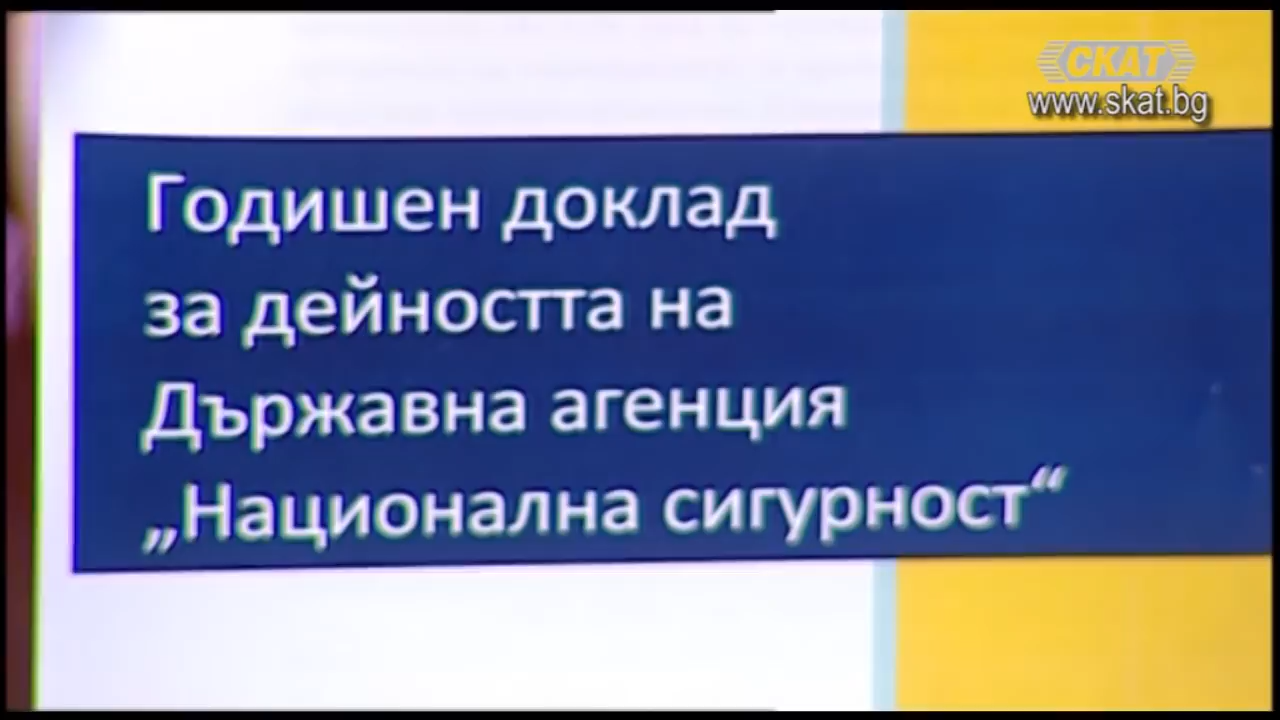 СКАТ
www.skat.bg
Годишен доклад
за дейността на
Държавна агенция
„Национална сигурност“